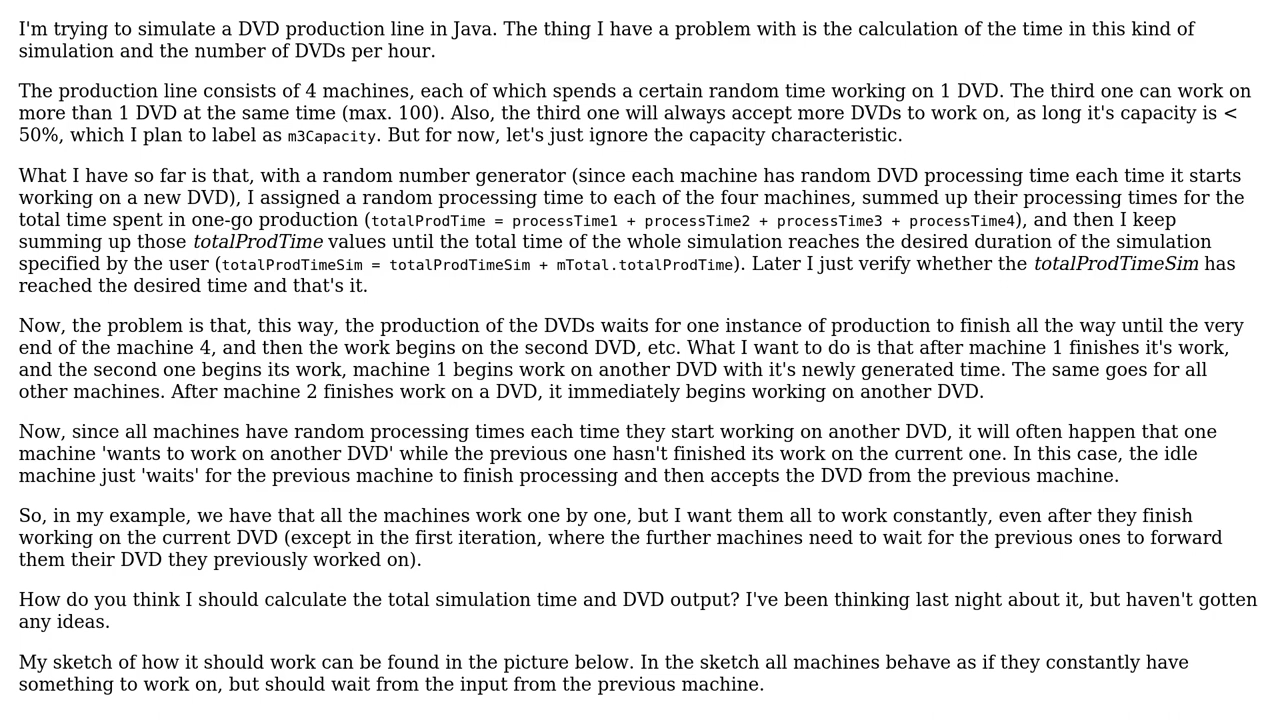 I'm trying to simulate a DVD production line in Java. The thing I have a problem with is the calculation of the time in this kind of
simulation and the number of DVDs per hour.
The production line consists of 4 machines, each of which spends a certain random time working on 1 DVD. The third one can work on
more than 1 DVD at the same time (max. 100). Also, the third one will always accept more DVDs to work on, as long it's capacity is <
50%, which I plan to label as m3Capacity. But for now, let's just ignore the capacity characteristic.
What I have so far is that, with a random number generator (since each machine has random DVD processing time each time it starts
working on a new DVD), I assigned a random processing time to each of the four machines, summed up their processing times for the
total time spent in one-go production (totalProdTime = processTime1 + processTime2 + processTime3 + processTime4), and then I keep
summing up those totalProdTime values until the total time of the whole simulation reaches the desired duration of the simulation
specified by the user (totalProdTimeSim = totalProdTimeSim + mTotal.totalProdTime). Later I just verify whether the totalProdTimeSim has
reached the desired time and that's it.
Now, the problem is that, this way, the production of the DVDs waits for one instance of production to finish all the way until the very
end of the machine 4, and then the work begins on the second DVD, etc. What I want to do is that after machine 1 finishes it's work,
and the second one begins its work, machine 1 begins work on another DVD with it's newly generated time. The same goes for all
other machines. After machine 2 finishes work on a DVD, it immediately begins working on another DVD.
Now, since all machines have random processing times each time they start working on another DVD, it will often happen that one
machine 'wants to work on another DVD' while the previous one hasn't finished its work on the current one. In this case, the idle
machine just 'waits' for the previous machine to finish processing and then accepts the DVD from the previous machine.
So, in my example, we have that all the machines work one by one, but I want them all to work constantly, even after they finish
working on the current DVD (except in the first iteration, where the further machines need to wait for the previous ones to forward
them their DVD they previously worked on).
How do you think I should calculate the total simulation time and DVD output? I've been thinking last night about it, but haven't gotten
any ideas.
My sketch of how it should work can be found in the picture below. In the sketch all machines behave as if they constantly have
something to work on, but should wait from the input from the previous machine.